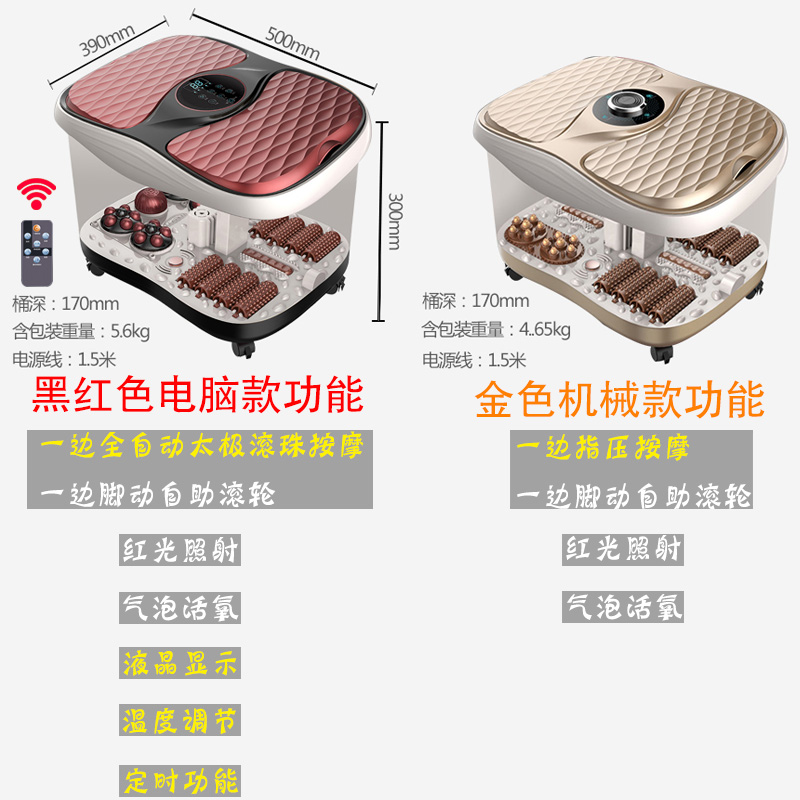 390mm
500mm
300mm
桶深：170mm
含包装重量：5.6kg
电源线：1.5米
黑红色电脑款功能
一边全自动太极滚珠按摩
一边脚动自助滚轮
红光照射
气泡活氧
液晶显示
温度调节
定时功能
桶深：170mm
含包装重量：4.65kg
电源线：1.5米
金色机械款功能
一边指压按摩
一边脚动自助滚轮
红光照射
气泡活氧